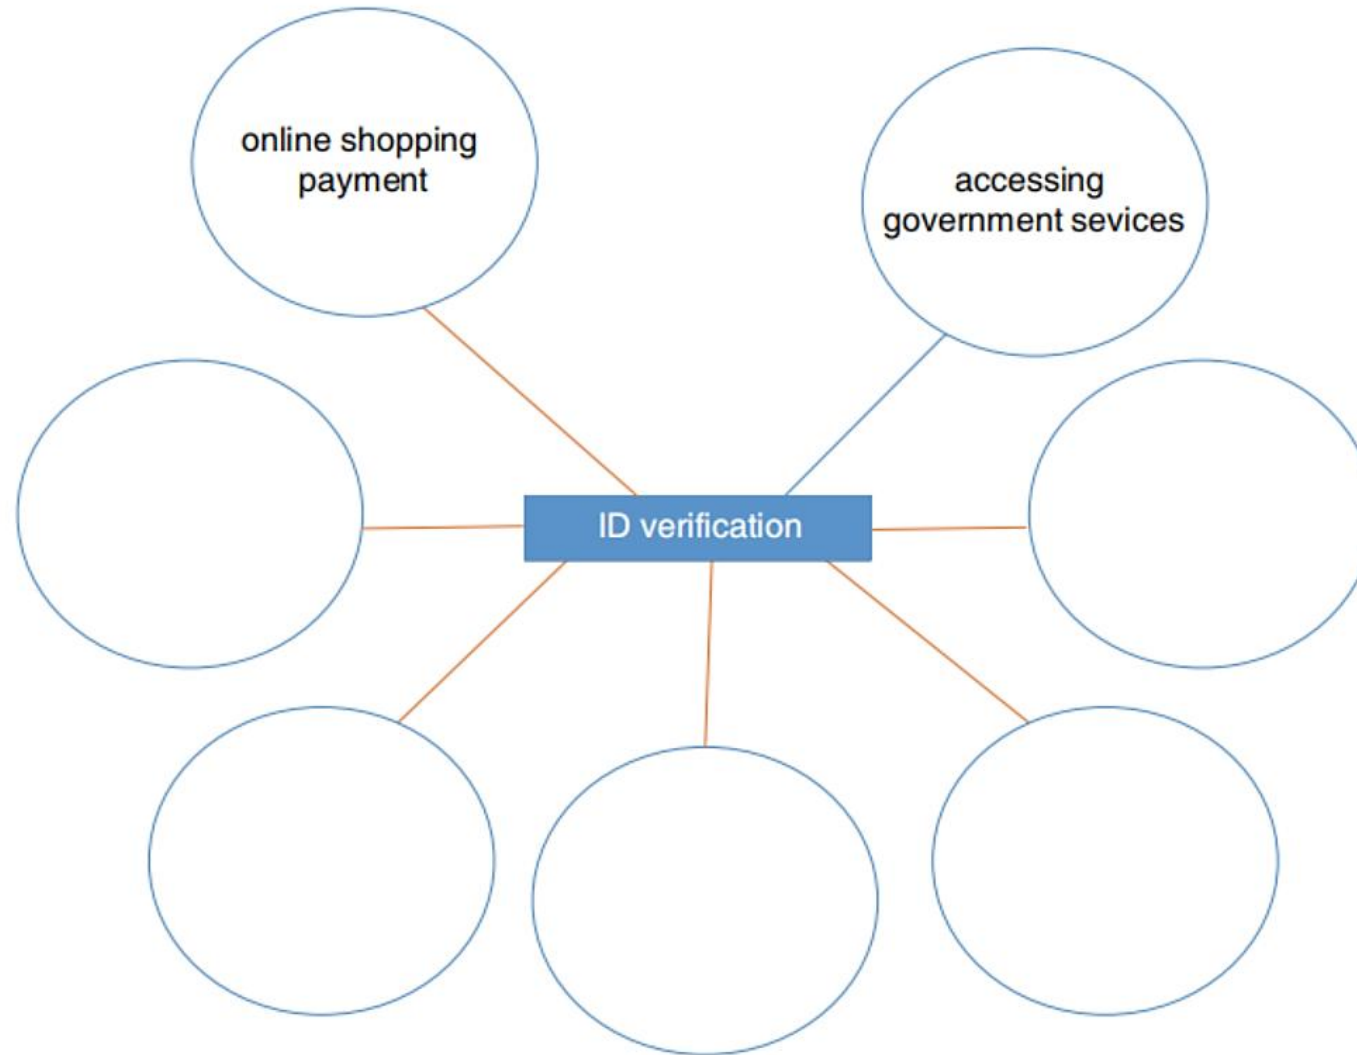 online shopping
payment
accessing
government sevices
ID verification